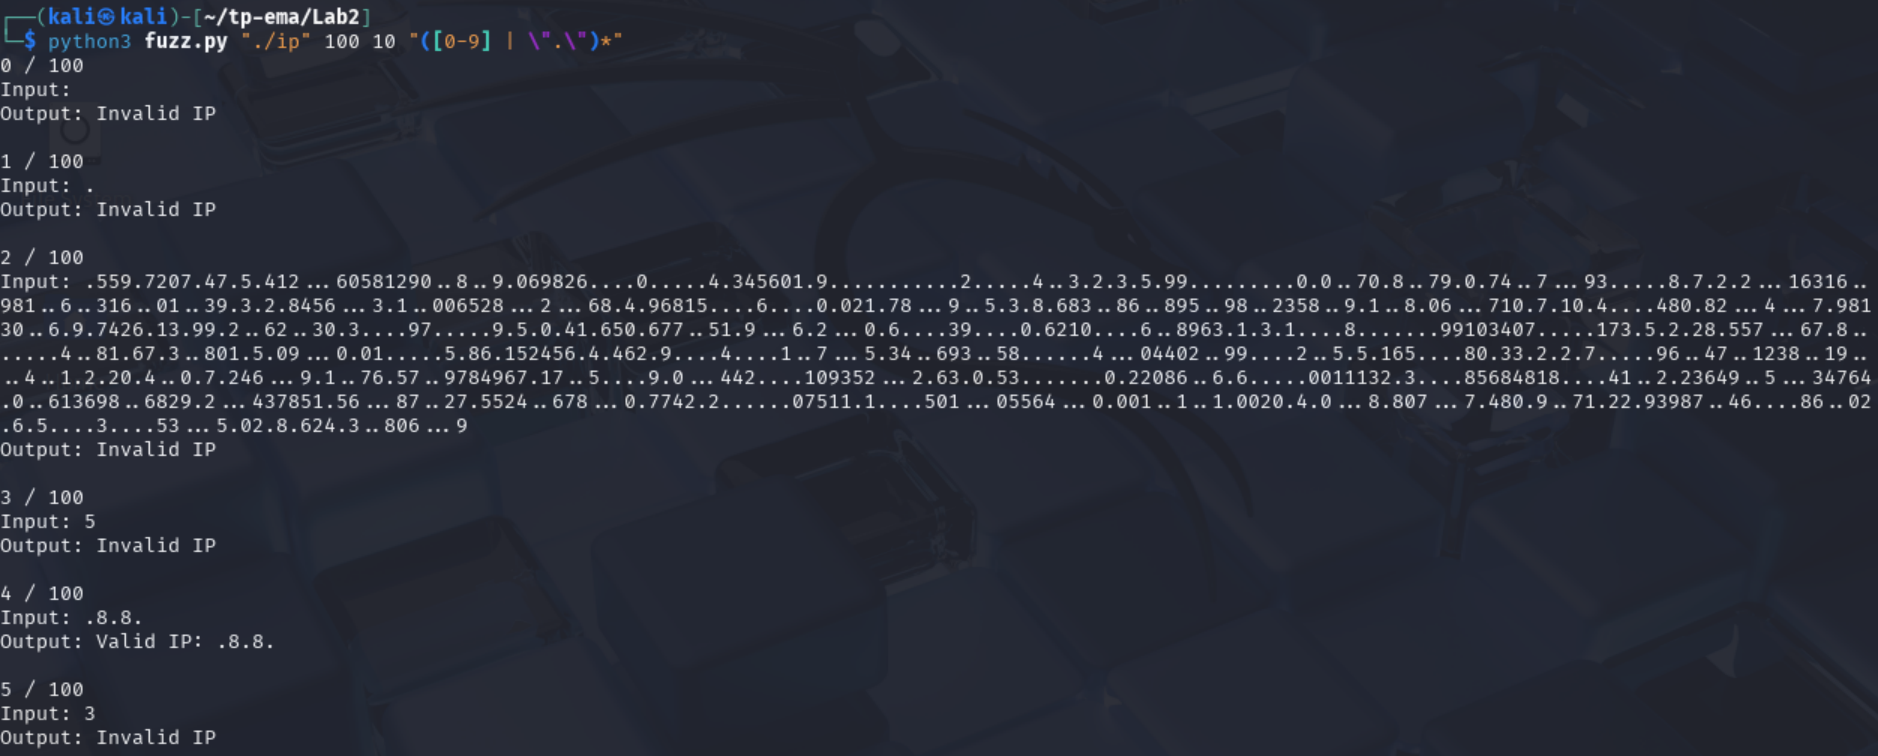 ┌──(kali㉿kali)-[~/tp-ema/Lab2]
└─$ python3 fuzz.py "./ip" 100 10 "([0-9] | \".\")*"
0 / 100
Input:
Output: Invalid IP

1 / 100
Input: .
Output: Invalid IP

2 / 100
Input: .559.7207.47.5.412...60581290..8..9.069826....0.....4.345601.9...........2.....4..3.2.3.5.99.........0.0..70.8..79.0.74..7...93.....8.7.2.2...16316..
981..6..316..01..39.3.2.8456...3.1..006528...2...68.4.96815....6....0.021.78...9..5.3.8.683..86..895..98..2358..9.1..8.06...710.7.10.4....480.82...4...7.981
30..6.9.7426.13.99.2..62..30.3....97.....9.5.0.41.650.677..51.9...6.2...0.6....39....0.6210....6..8963.1.3.1....8.......99103407.....173.5.2.28.557...67.8..
.....4..81.67.3..801.5.09...0.01.....5.86.152456.4.462.9....4....1..7...5.34..693..58......4...04402..99....2..5.5.165....80.33.2.2.7.....96..47..1238..19..
..4..1.2.20.4..0.7.246...9.1..76.57..9784967.17..5....9.0...442....109352...2.63.0.53.......0.22086..6.6.....0011132.3....85684818....41..2.23649..5...34764
.0..613698..6829.2...437851.56...87..27.5524..678...0.7742.2......07511.1....501...05564...0.001..1..1.0020.4.0...8.807...7.480.9..71.22.93987..46....86..02
.6.5....3....53...5.02.8.624.3..806...9
Output: Invalid IP

3 / 100
Input: 5
Output: Invalid IP

4 / 100
Input: .8.8.
Output: Valid IP: .8.8.

5 / 100
Input: 3
Output: Invalid IP